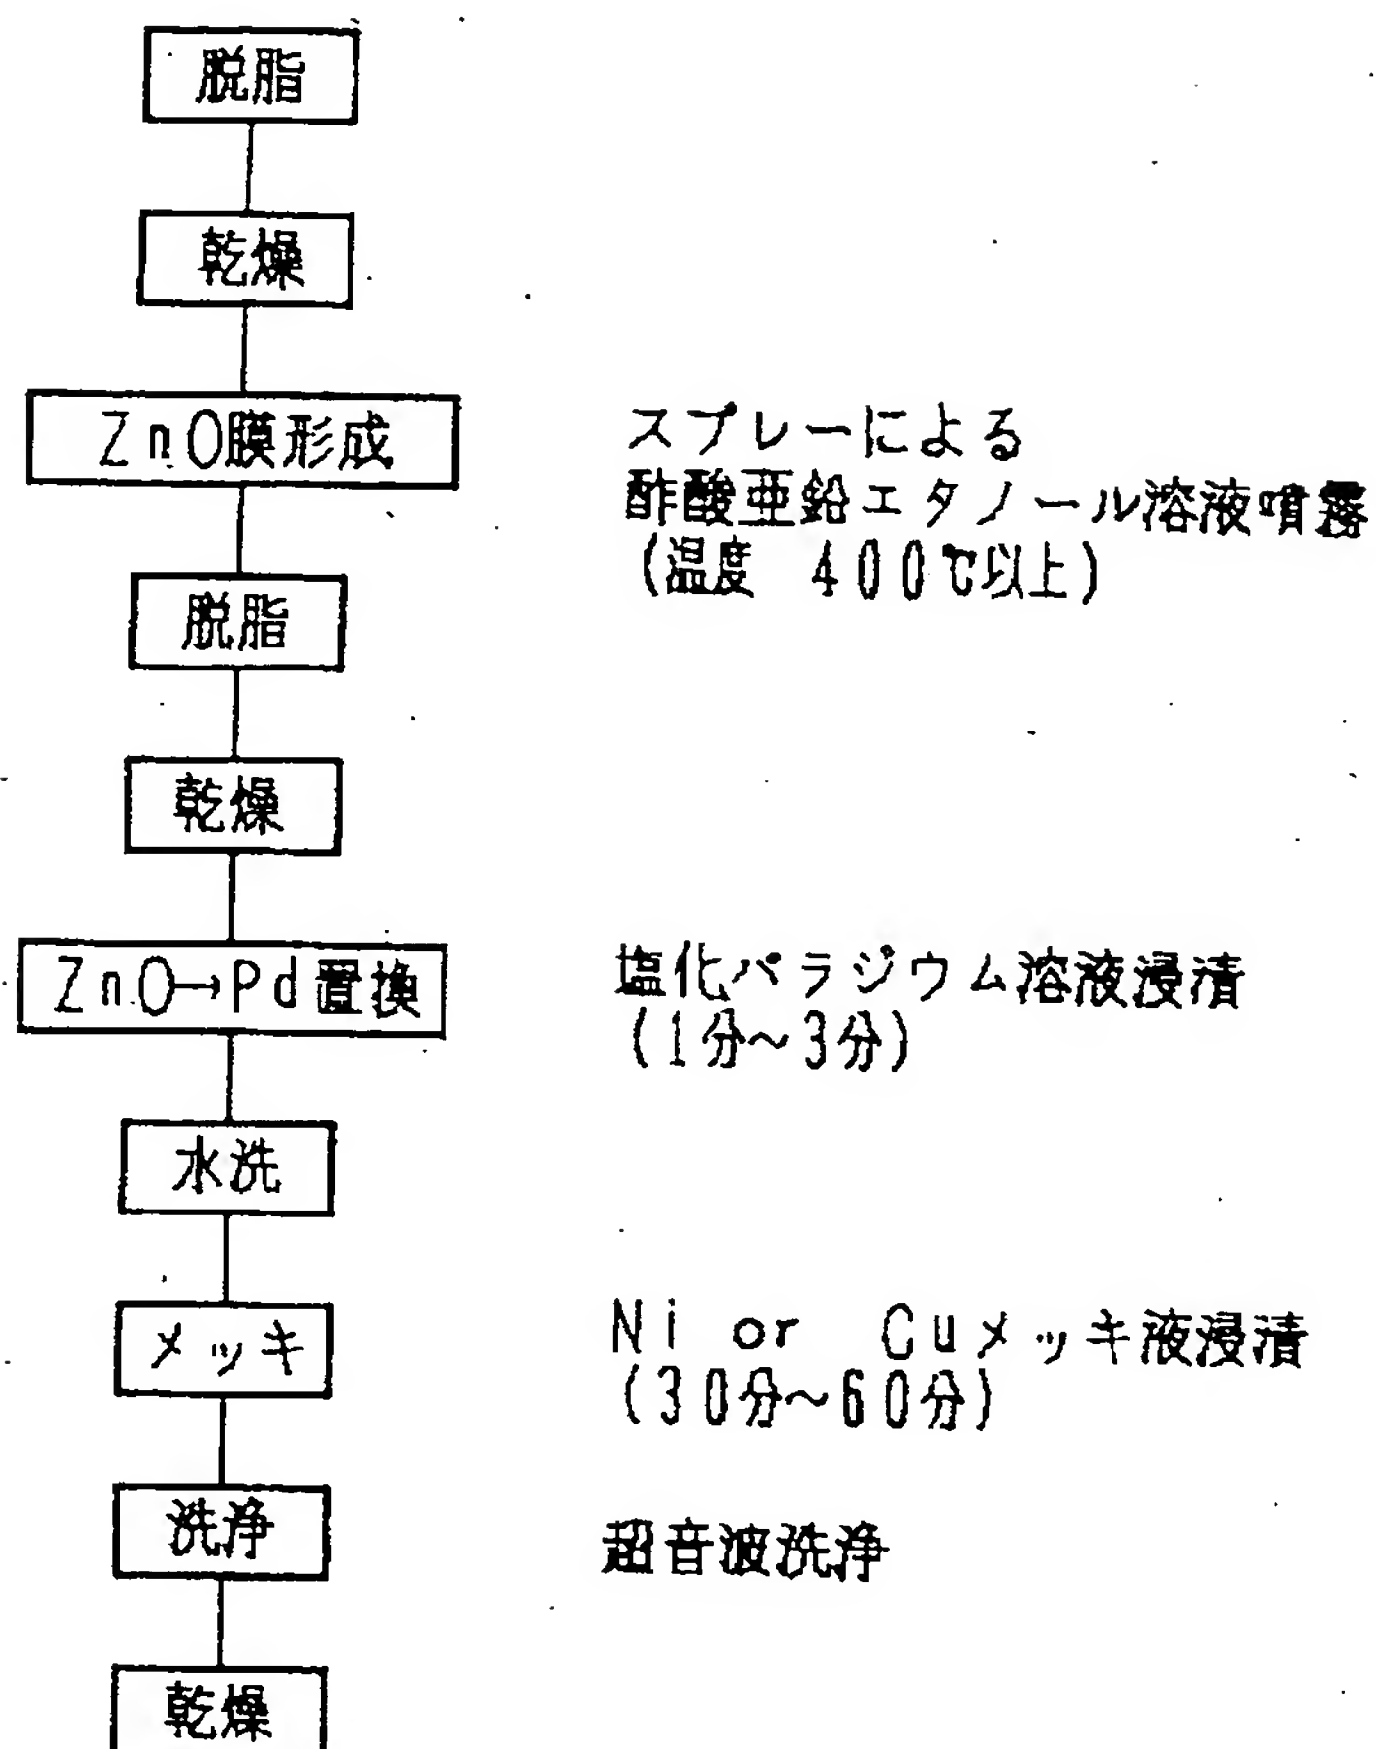 脱脂
乾燥
ZnO膜形成
スプレーによる
酢酸亜鉛エタノール溶液噴霧
(温度 400℃以上)
脱脂
乾燥
ZnO→Pd置換
塩化パラジウム溶液浸漬
(1分~3分)
水洗
メッキ
Ni or Cuメッキ液浸漬
(30分~60分)
洗浄
超音波洗浄
乾燥